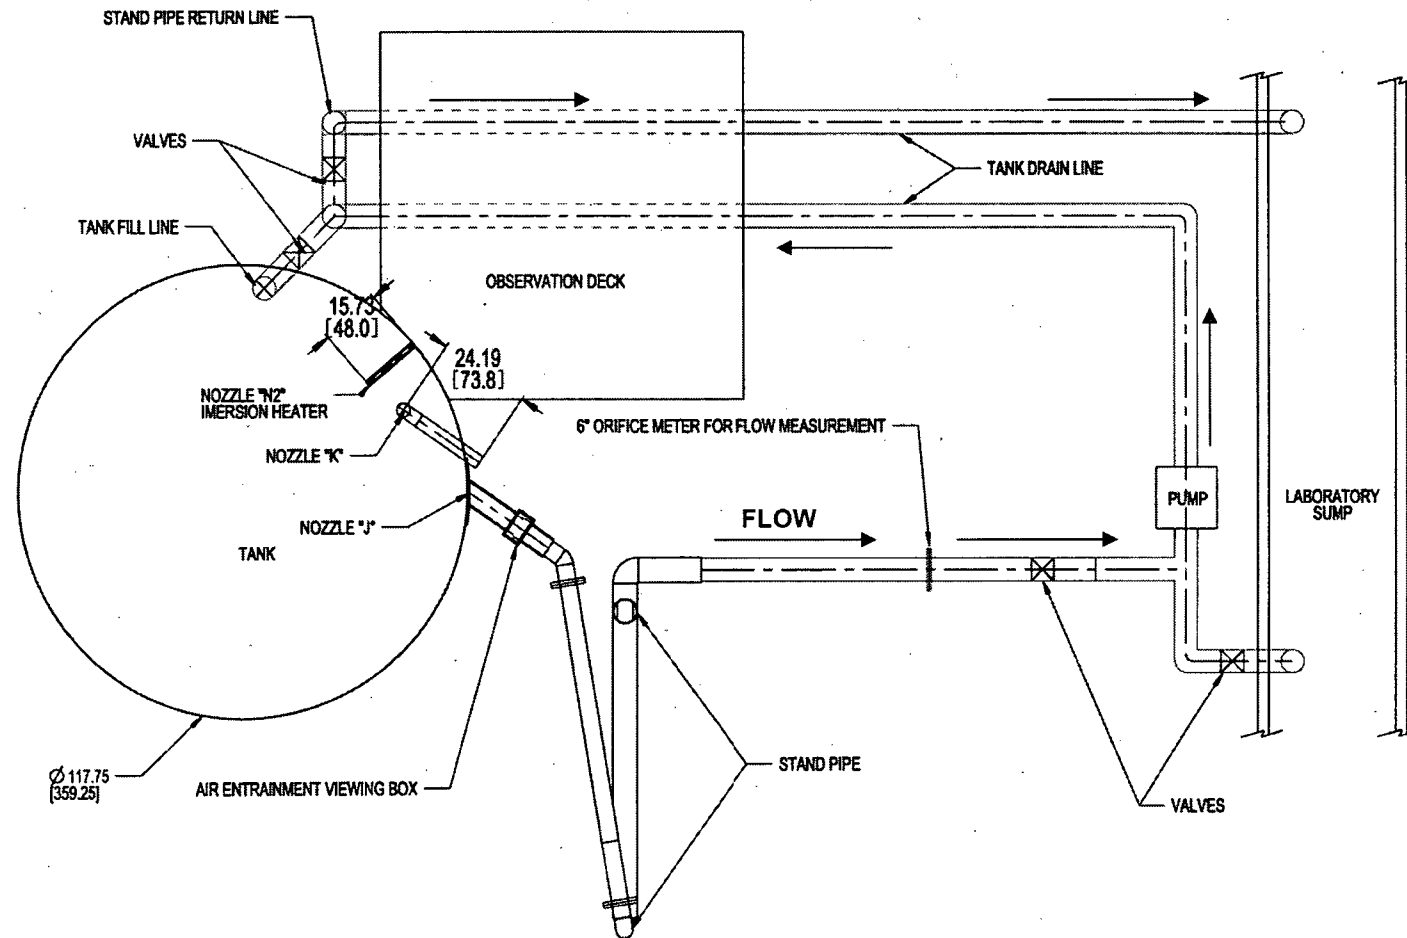 STAND PIPE RETURN LINE
VALVES
TANK DRAIN LINE
TANK FILL LINE
OBSERVATION DECK
15.73
[48.0]
24.19
[73.8]
NOZZLE "N2"
IMERSION HEATER
6" ORIFICE METER FOR FLOW MEASUREMENT
NOZZLE "K"
PUMP
LABORATORY
SUMP
FLOW
NOZZLE "J"
TANK
STAND PIPE
Ø 117.75
[359.25]
AIR ENTRAINMENT VIEWING BOX
VALVES